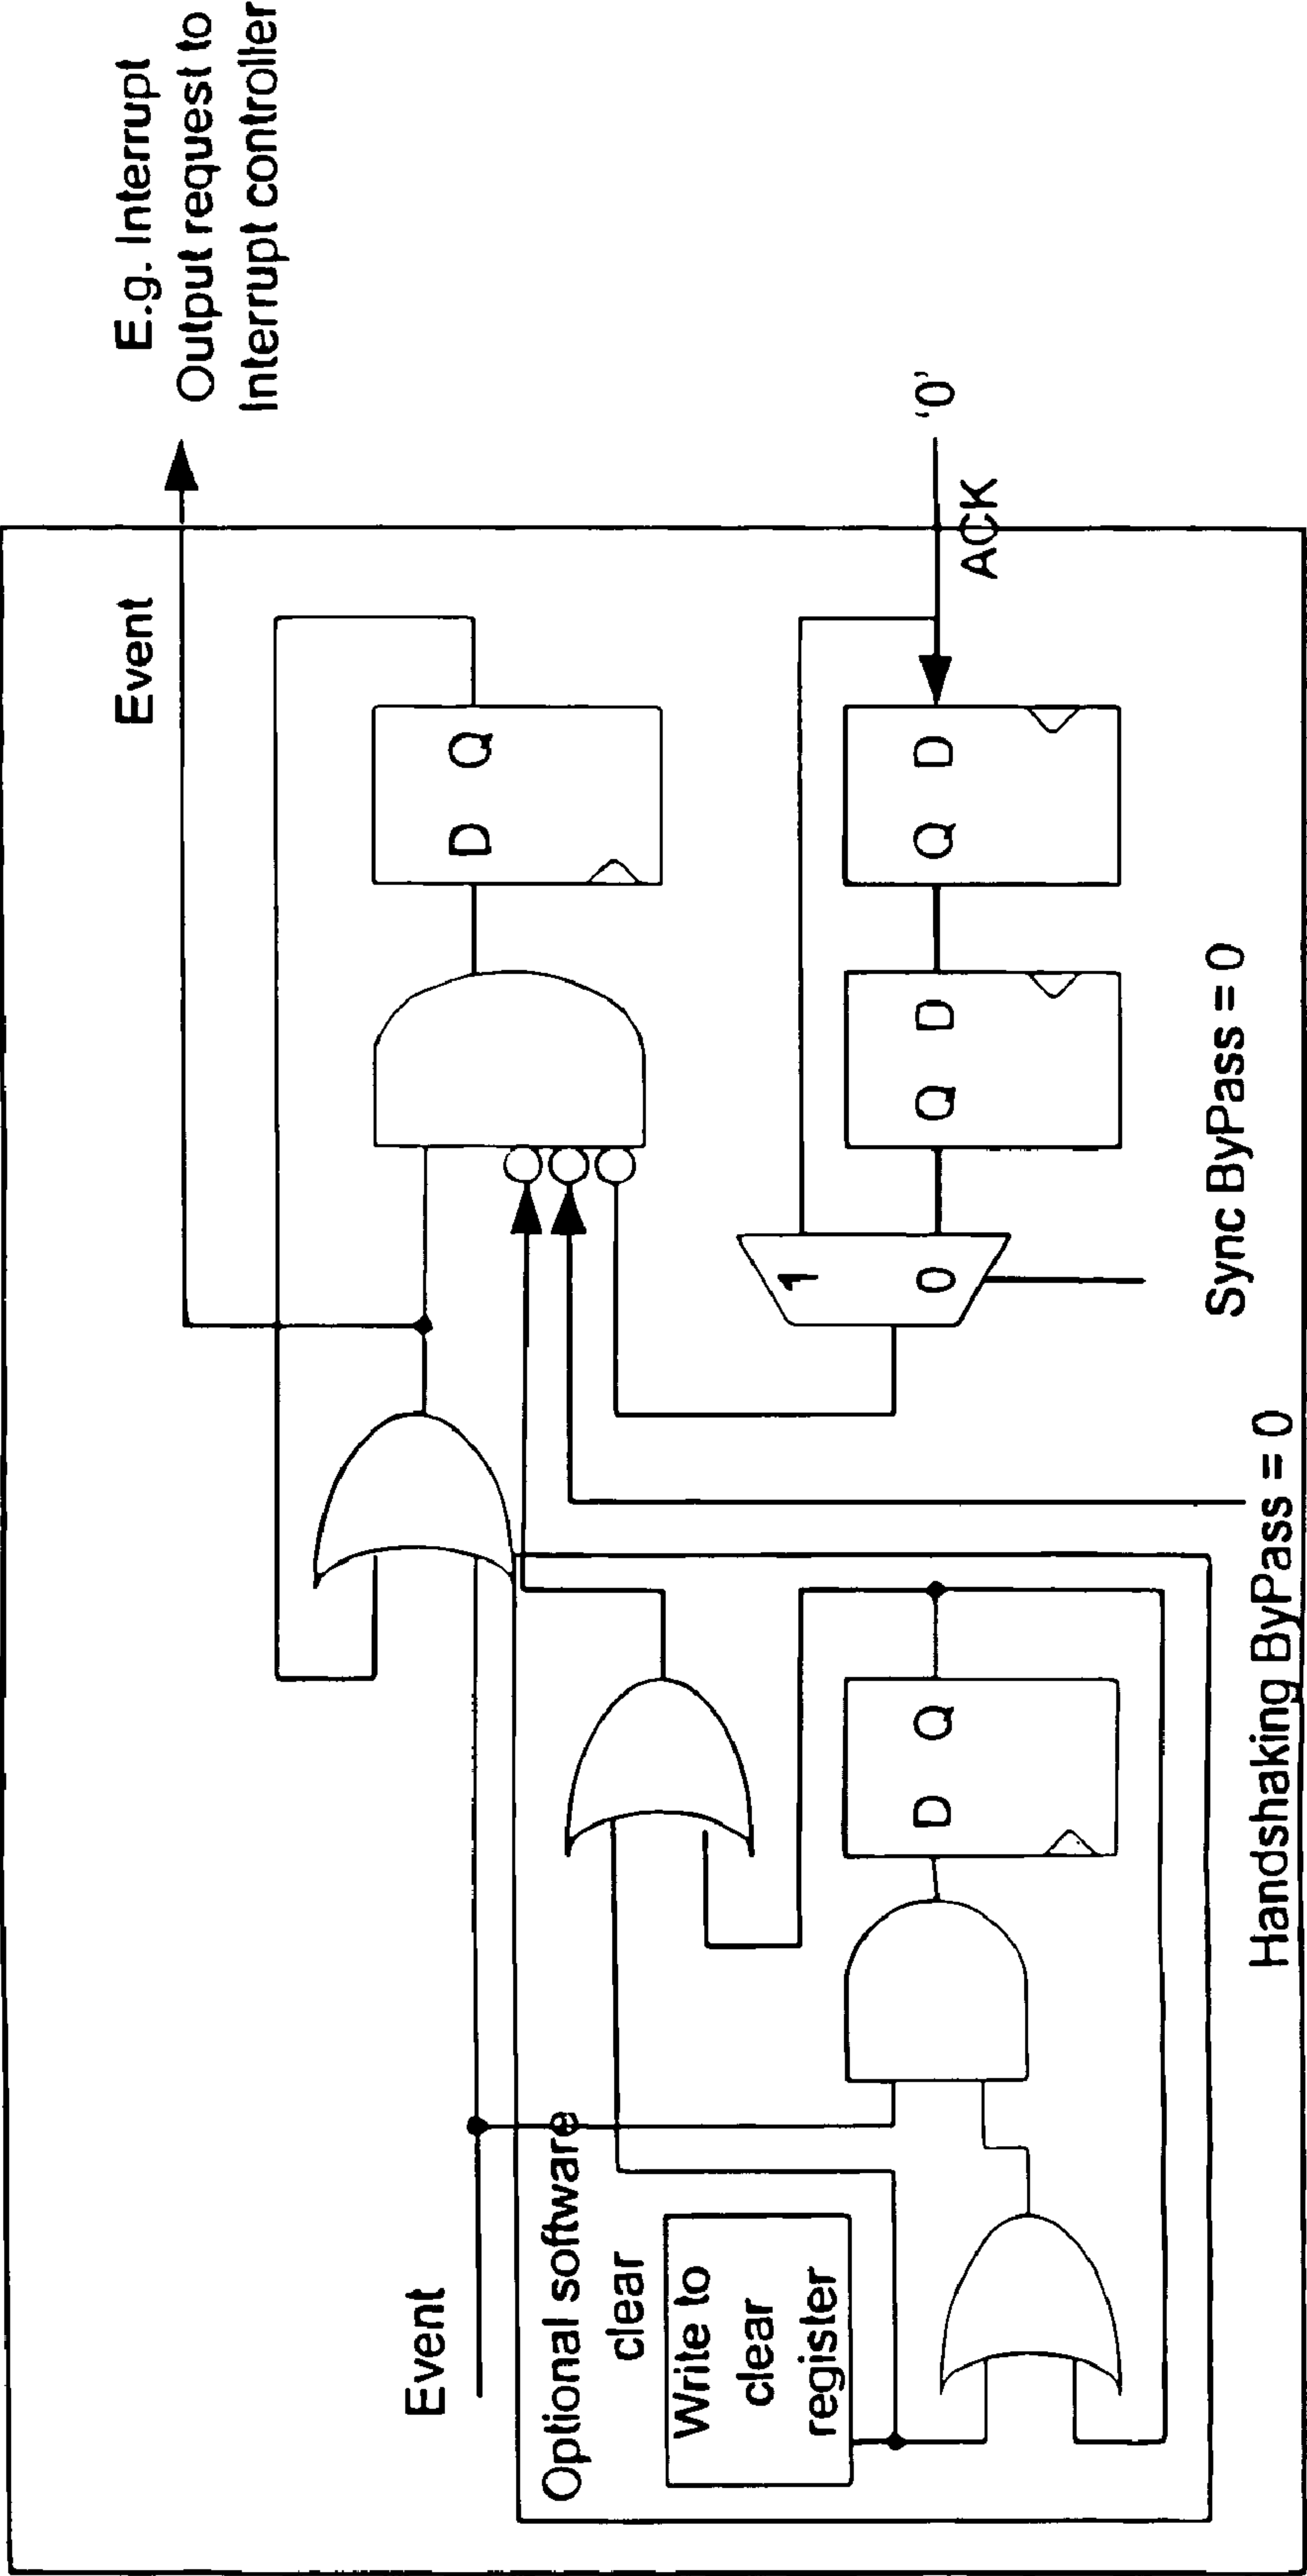 E.g. Interrupt
Output request to
Interrupt controller
Event
D Q
Q D
Q D
'0'
ACK
1
0
Sync ByPass = 0
Event
Optional software
clear
Write to
clear
register
D Q
Handshaking ByPass = 0